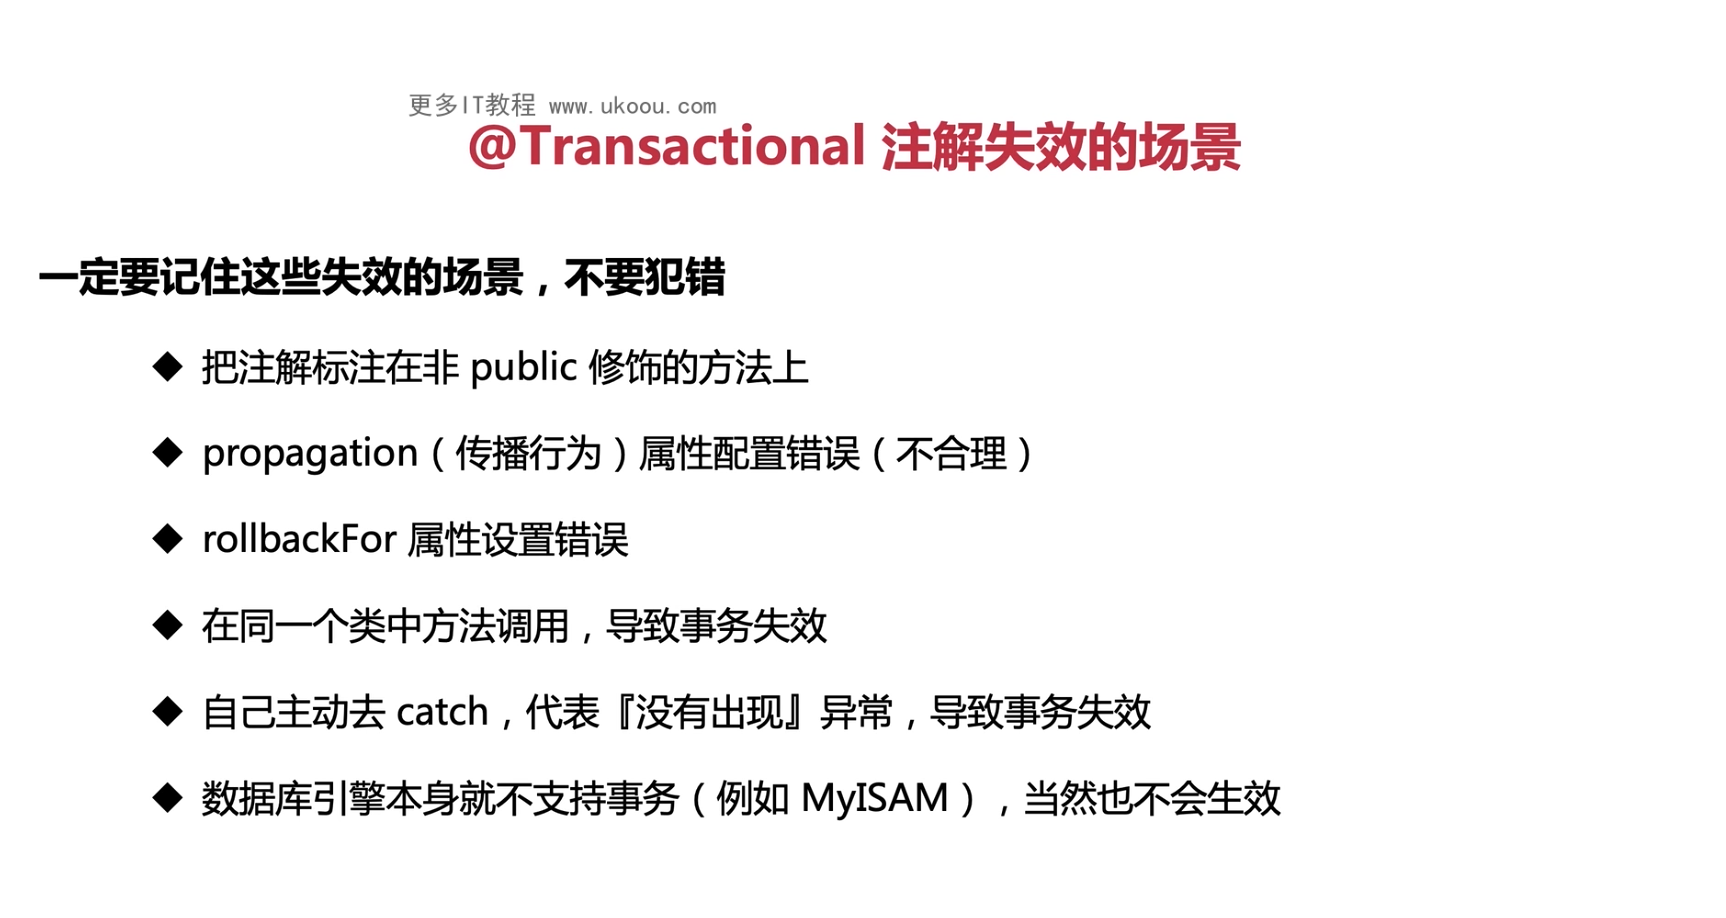 更多IT教程 www.ukoou.com
@Transactional 注解失效的场景
一定要记住这些失效的场景，不要犯错
◆ 把注解标注在非 public 修饰的方法上
◆ propagation（传播行为）属性配置错误（不合理）
◆ rollbackFor 属性设置错误
◆ 在同一个类中方法调用，导致事务失效
◆ 自己主动去 catch，代表『没有出现』异常，导致事务失效
◆ 数据库引擎本身就不支持事务（例如 MyISAM），当然也不会生效